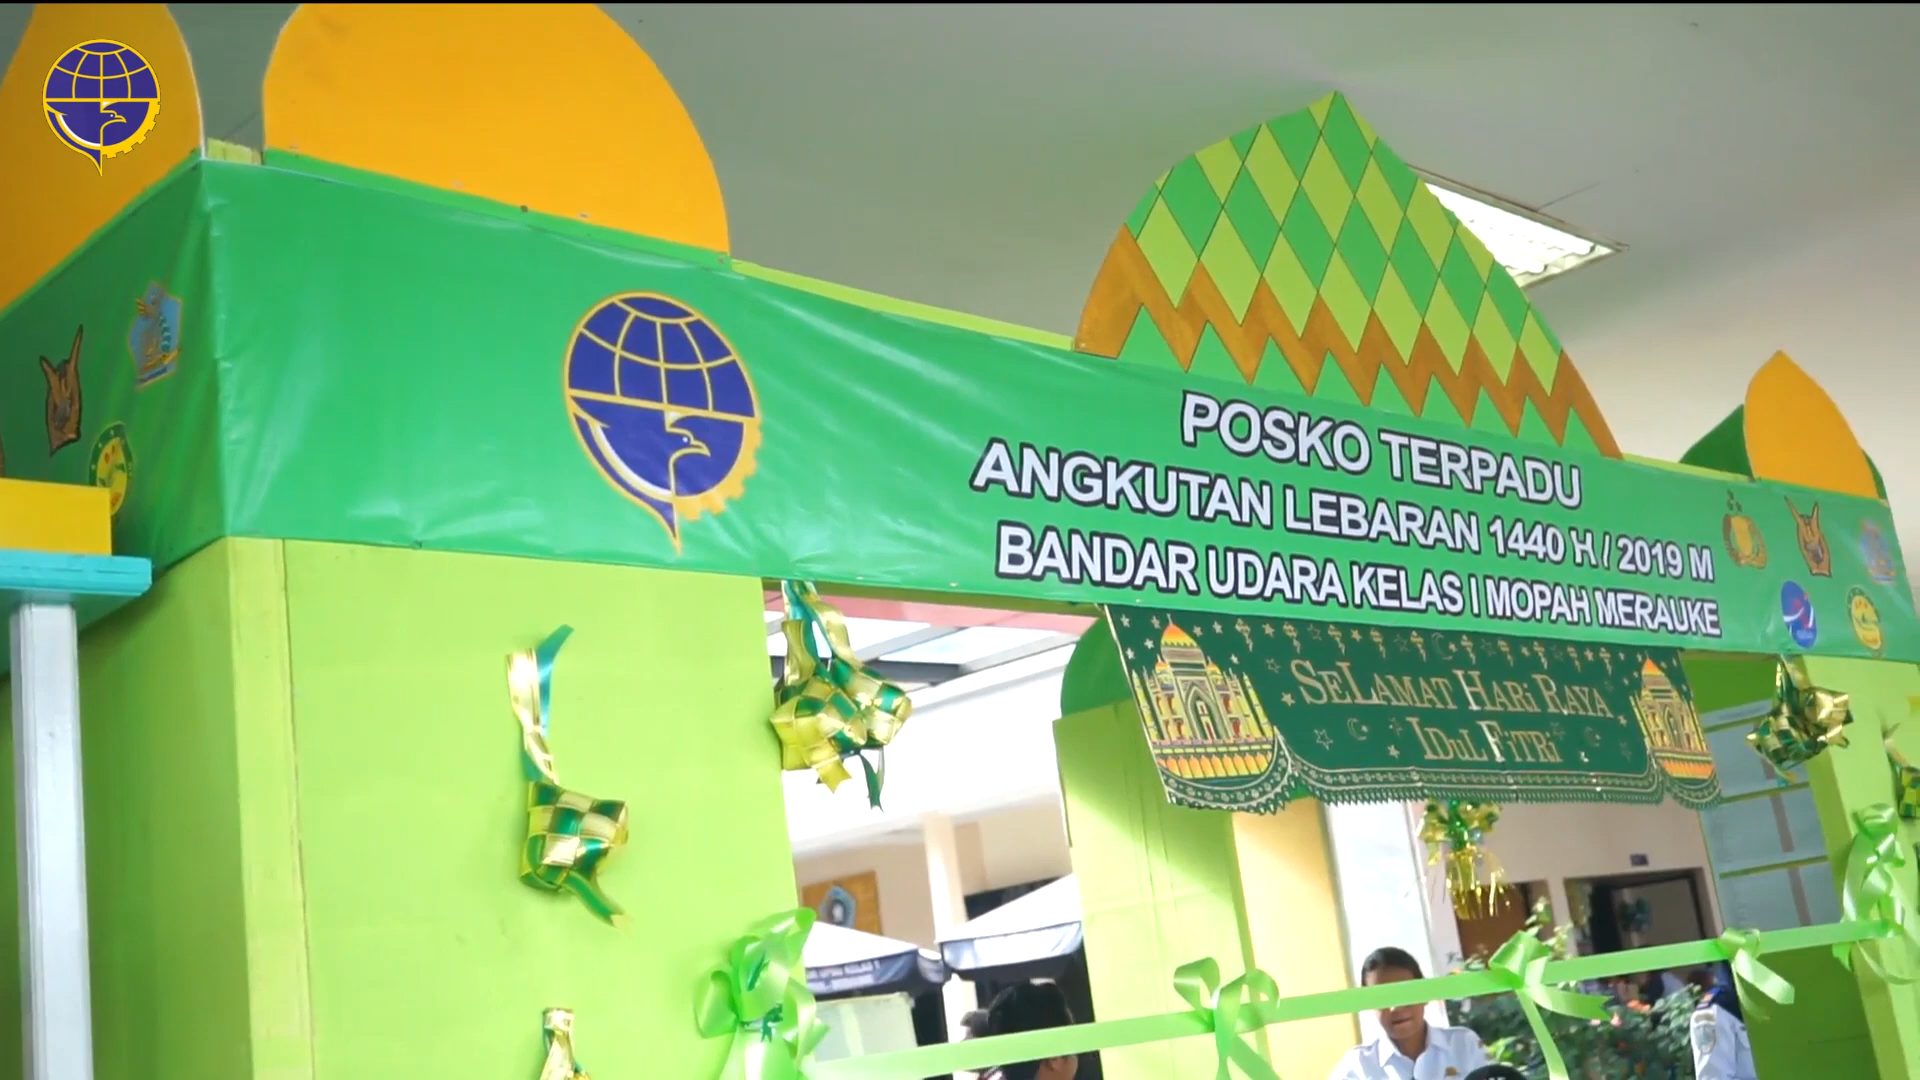 POSKO TERPADU
ANGKUTAN LEBARAN 1440 H / 2019 M
BANDAR UDARA KELAS I MOPAH MERAUKE
SELAMAT HARi RAYA
IDuL FiTRi